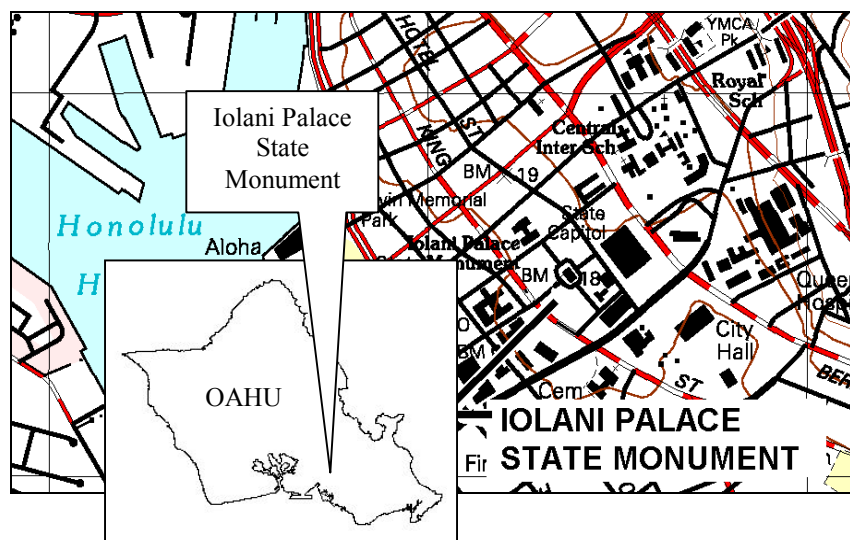 YMCA
Pk
HOTEL
ST
Royal
Sch
Iolani Palace
State
Monument
Central
Inter Sch
KING
BM
19
Memorial
Park
State
Capitol
Honolulu
H
Aloha
Iolani Palace
BM
18
City
Hall
OAHU
BM
Cem
ST
BER
IOLANI PALACE
STATE MONUMENT